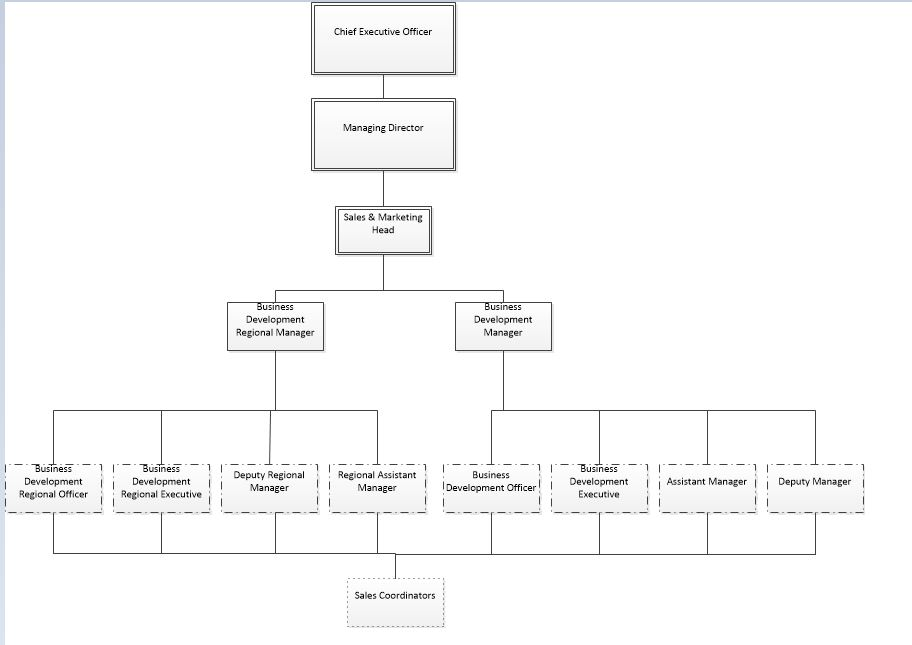 Chief Executive Officer
Managing Director
Sales & Marketing
Head
Business
Development
Regional Manager
Business
Development
Manager
Business
Development
Regional Officer
Business
Development
Regional Executive
Deputy Regional
Manager
Regional Assistant
Manager
Business
Development Officer
Business
Development
Executive
Assistant Manager
Deputy Manager
Sales Coordinators